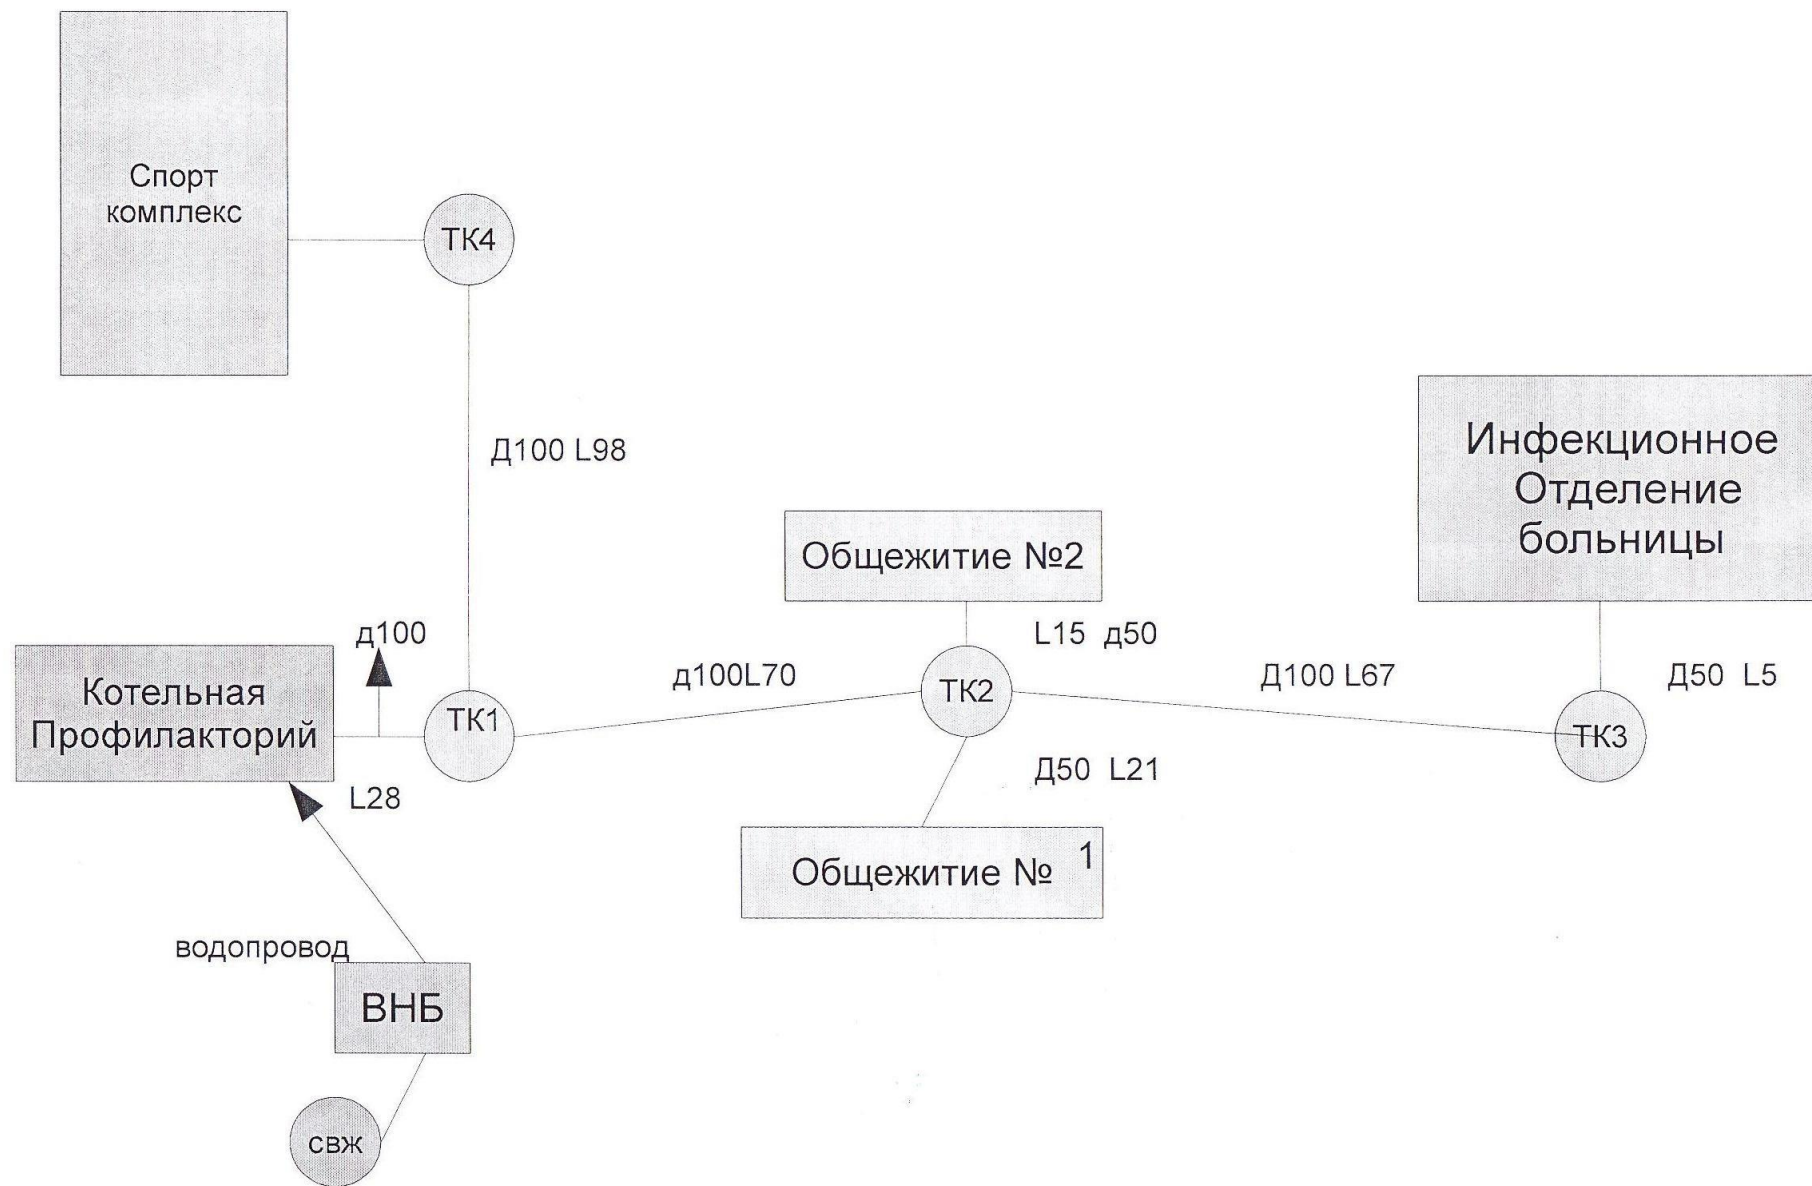 Спорт
комплекс
ТК4
Д100 L98
Инфекционное
Отделение
больницы
Общежитие №2
д100
L15 д50
Котельная
Профилакторий
ТК1
д100L70
ТК2
Д100 L67
Д50 L5
ТК3
L28
Д50 L21
Общежитие № 1
водопровод
ВНБ
свж